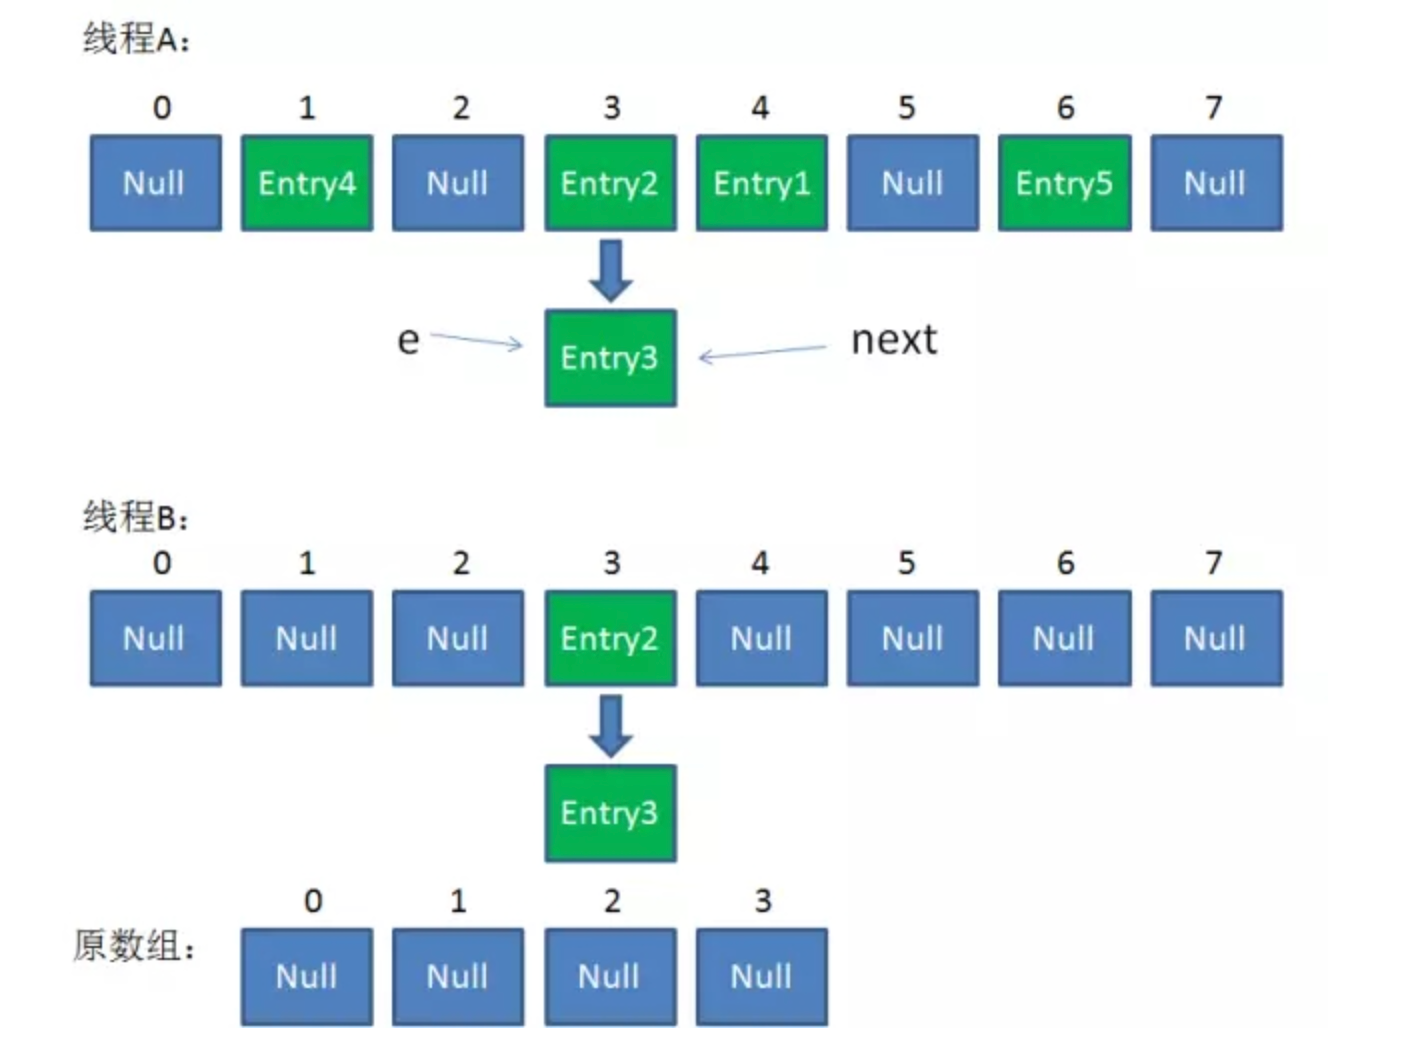 线程A：
0 1 2 3 4 5 6 7
Null Entry4 Null Entry2 Entry1 Null Entry5 Null
e Entry3 next
线程B：
0 1 2 3 4 5 6 7
Null Null Null Entry2 Null Null Null Null
Entry3
0 1 2 3
原数组： Null Null Null Null